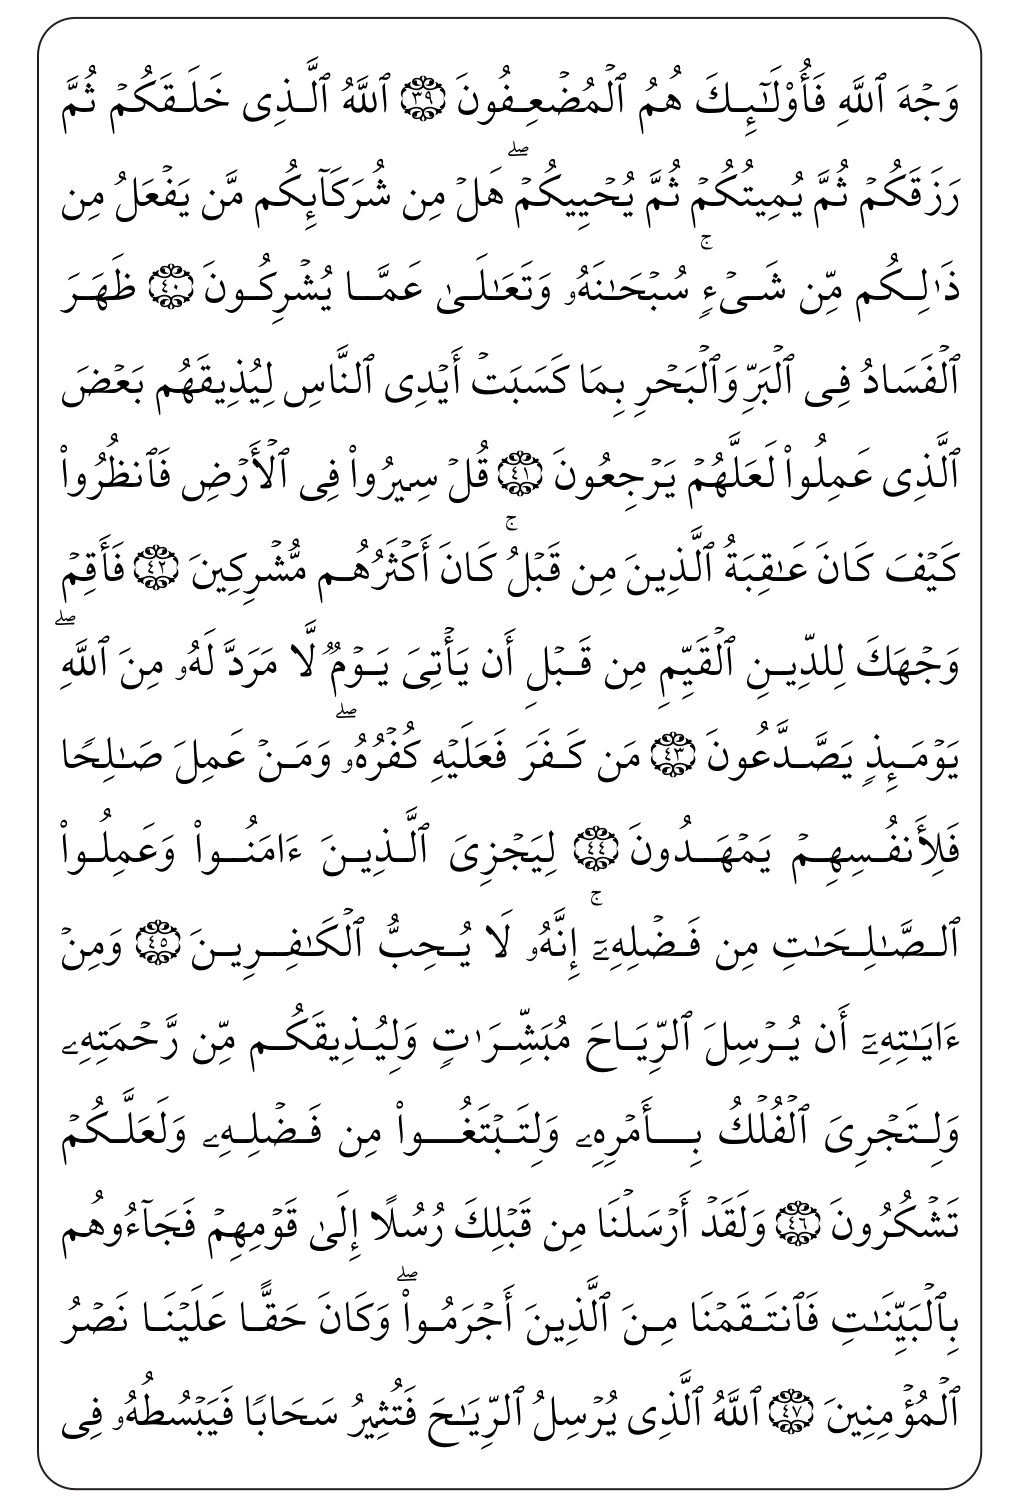 وَجۡهَ ٱللَّهِ فَأُوْلَٰٓئِكَ هُمُ ٱلۡمُضۡعِفُونَ ٣٩ ٱللَّهُ ٱلَّذِي خَلَقَكُمۡ ثُمَّ
رَزَقَكُمۡ ثُمَّ يُمِيتُكُمۡ ثُمَّ يُحۡيِيكُمۡۖ هَلۡ مِن شُرَكَآئِكُم مَّن يَفۡعَلُ مِن
ذَٰلِكُم مِّن شَيۡءٖۚ سُبۡحَٰنَهُۥ وَتَعَٰلَىٰ عَمَّا يُشۡرِكُونَ ٤٠ ظَهَرَ
ٱلۡفَسَادُ فِي ٱلۡبَرِّ وَٱلۡبَحۡرِ بِمَا كَسَبَتۡ أَيۡدِي ٱلنَّاسِ لِيُذِيقَهُم بَعۡضَ
ٱلَّذِي عَمِلُواْ لَعَلَّهُمۡ يَرۡجِعُونَ ٤١ قُلۡ سِيرُواْ فِي ٱلۡأَرۡضِ فَٱنظُرُواْ
كَيۡفَ كَانَ عَٰقِبَةُ ٱلَّذِينَ مِن قَبۡلُۚ كَانَ أَكۡثَرُهُم مُّشۡرِكِينَ ٤٢ فَأَقِمۡ
وَجۡهَكَ لِلدِّينِ ٱلۡقَيِّمِ مِن قَبۡلِ أَن يَأۡتِيَ يَوۡمٞ لَّا مَرَدَّ لَهُۥ مِنَ ٱللَّهِۖ
يَوۡمَئِذٖ يَصَّدَّعُونَ ٤٣ مَن كَفَرَ فَعَلَيۡهِ كُفۡرُهُۥۖ وَمَنۡ عَمِلَ صَٰلِحٗا
فَلِأَنفُسِهِمۡ يَمۡهَدُونَ ٤٤ لِيَجۡزِيَ ٱلَّذِينَ ءَامَنُواْ وَعَمِلُواْ
ٱلصَّٰلِحَٰتِ مِن فَضۡلِهِۦٓۚ إِنَّهُۥ لَا يُحِبُّ ٱلۡكَٰفِرِينَ ٤٥ وَمِنۡ
ءَايَٰتِهِۦٓ أَن يُرۡسِلَ ٱلرِّيَاحَ مُبَشِّرَٰتٖ وَلِيُذِيقَكُم مِّن رَّحۡمَتِهِۦ
وَلِتَجۡرِيَ ٱلۡفُلۡكُ بِأَمۡرِهِۦ وَلِتَبۡتَغُواْ مِن فَضۡلِهِۦ وَلَعَلَّكُمۡ
تَشۡكُرُونَ ٤٦ وَلَقَدۡ أَرۡسَلۡنَا مِن قَبۡلِكَ رُسُلًا إِلَىٰ قَوۡمِهِمۡ فَجَآءُوهُم
بِٱلۡبَيِّنَٰتِ فَٱنتَقَمۡنَا مِنَ ٱلَّذِينَ أَجۡرَمُواْۖ وَكَانَ حَقًّا عَلَيۡنَا نَصۡرُ
ٱلۡمُؤۡمِنِينَ ٤٧ ٱللَّهُ ٱلَّذِي يُرۡسِلُ ٱلرِّيَٰحَ فَتُثِيرُ سَحَابٗا فَيَبۡسُطُهُۥ فِي